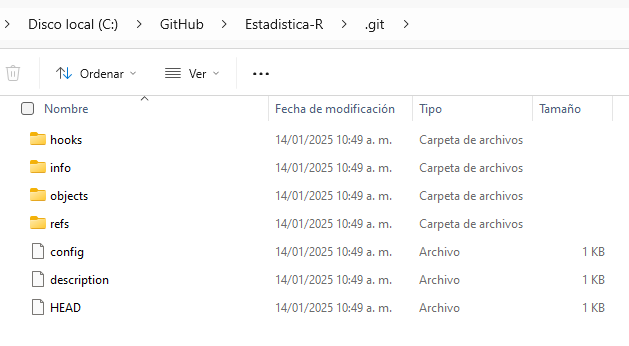 Disco local (C:) GitHub Estadistica-R .git
Ordenar Ver
Nombre Fecha de modificación Tipo Tamaño
hooks 14/01/2025 10:49 a. m. Carpeta de archivos
info 14/01/2025 10:49 a. m. Carpeta de archivos
objects 14/01/2025 10:49 a. m. Carpeta de archivos
refs 14/01/2025 10:49 a. m. Carpeta de archivos
config 14/01/2025 10:49 a. m. Archivo 1 KB
description 14/01/2025 10:49 a. m. Archivo 1 KB
HEAD 14/01/2025 10:49 a. m. Archivo 1 KB